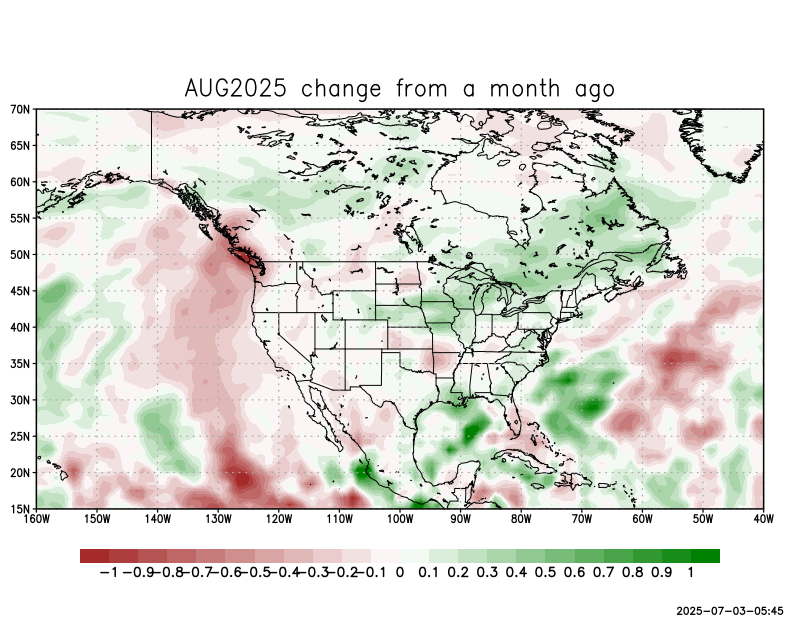 AUG2025 change from a month ago
70N
65N
60N
55N
50N
45N
40N
35N
30N
25N
20N
15N
160W 150W 140W 130W 120W 110W 100W 90W 80W 70W 60W 50W 40W
-1 -0.9 -0.8 -0.7 -0.6 -0.5 -0.4 -0.3 -0.2 -0.1 0 0.1 0.2 0.3 0.4 0.5 0.6 0.7 0.8 0.9 1
2025-07-03-05:45